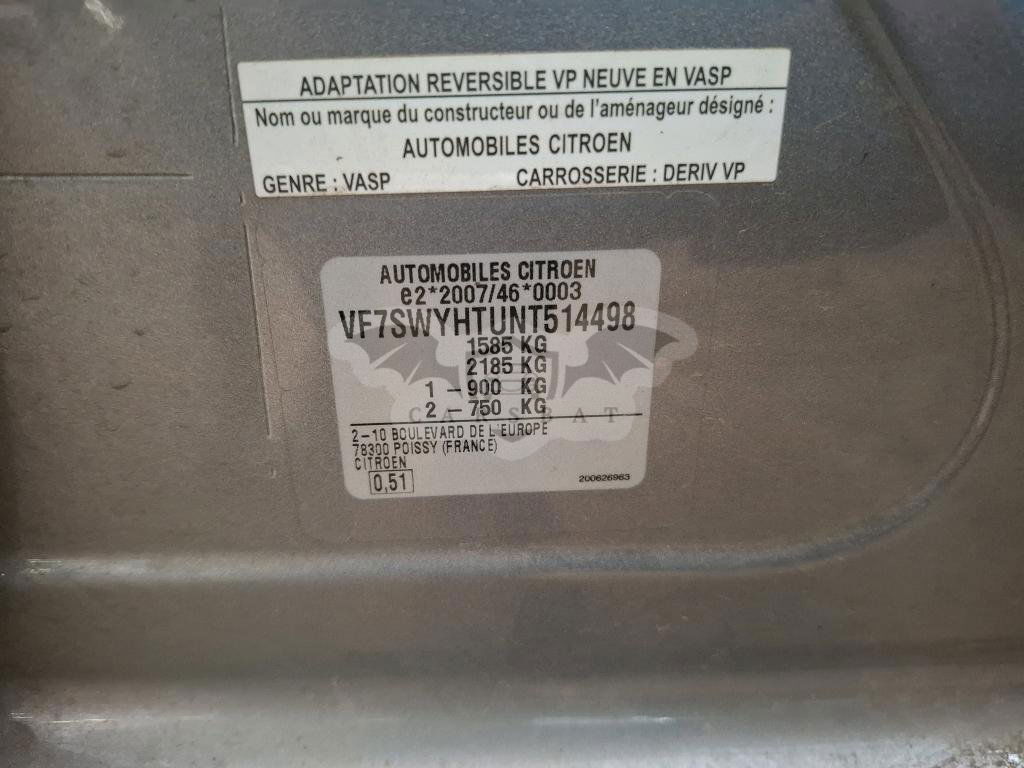 ADAPTATION REVERSIBLE VP NEUVE EN VASP
Nom ou marque du constructeur ou de l'aménageur désigné :
AUTOMOBILES CITROEN
GENRE : VASP CARROSSERIE : DERIV VP
AUTOMOBILES CITROEN
e2*2007/46*0003
VF7SWYHTUNT514498
1585 KG
2185 KG
1 – 900 KG
2 – 750 KG
CARSBAT
2-10 BOULEVARD DE L'EUROPE
78300 POISSY (FRANCE)
CITROEN
0,51
200626963